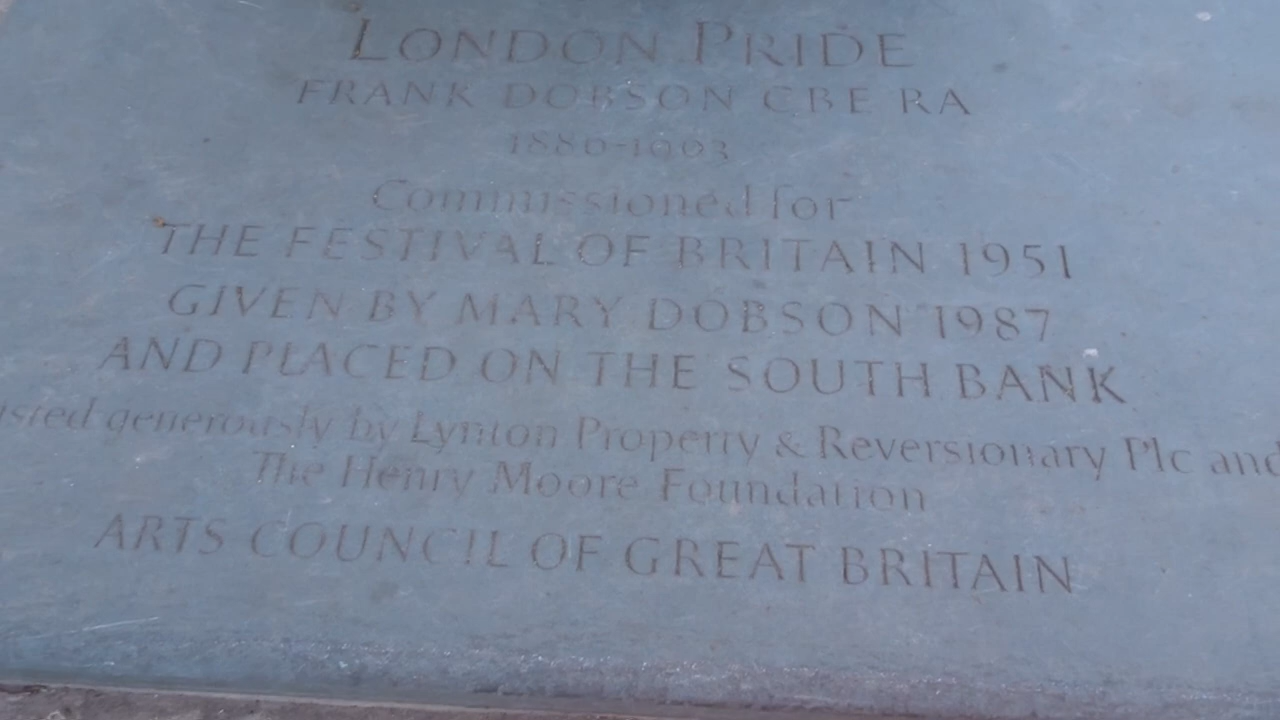 LONDON PRIDE
FRANK DOBSON CBE RA
Commissioned for
THE FESTIVAL OF BRITAIN 1951
GIVEN BY MARY DOBSON 1987
AND PLACED ON THE SOUTH BANK
generously by Lynton Property & Reversionary Plc and
The Henry Moore Foundation
ARTS COUNCIL OF GREAT BRITAIN